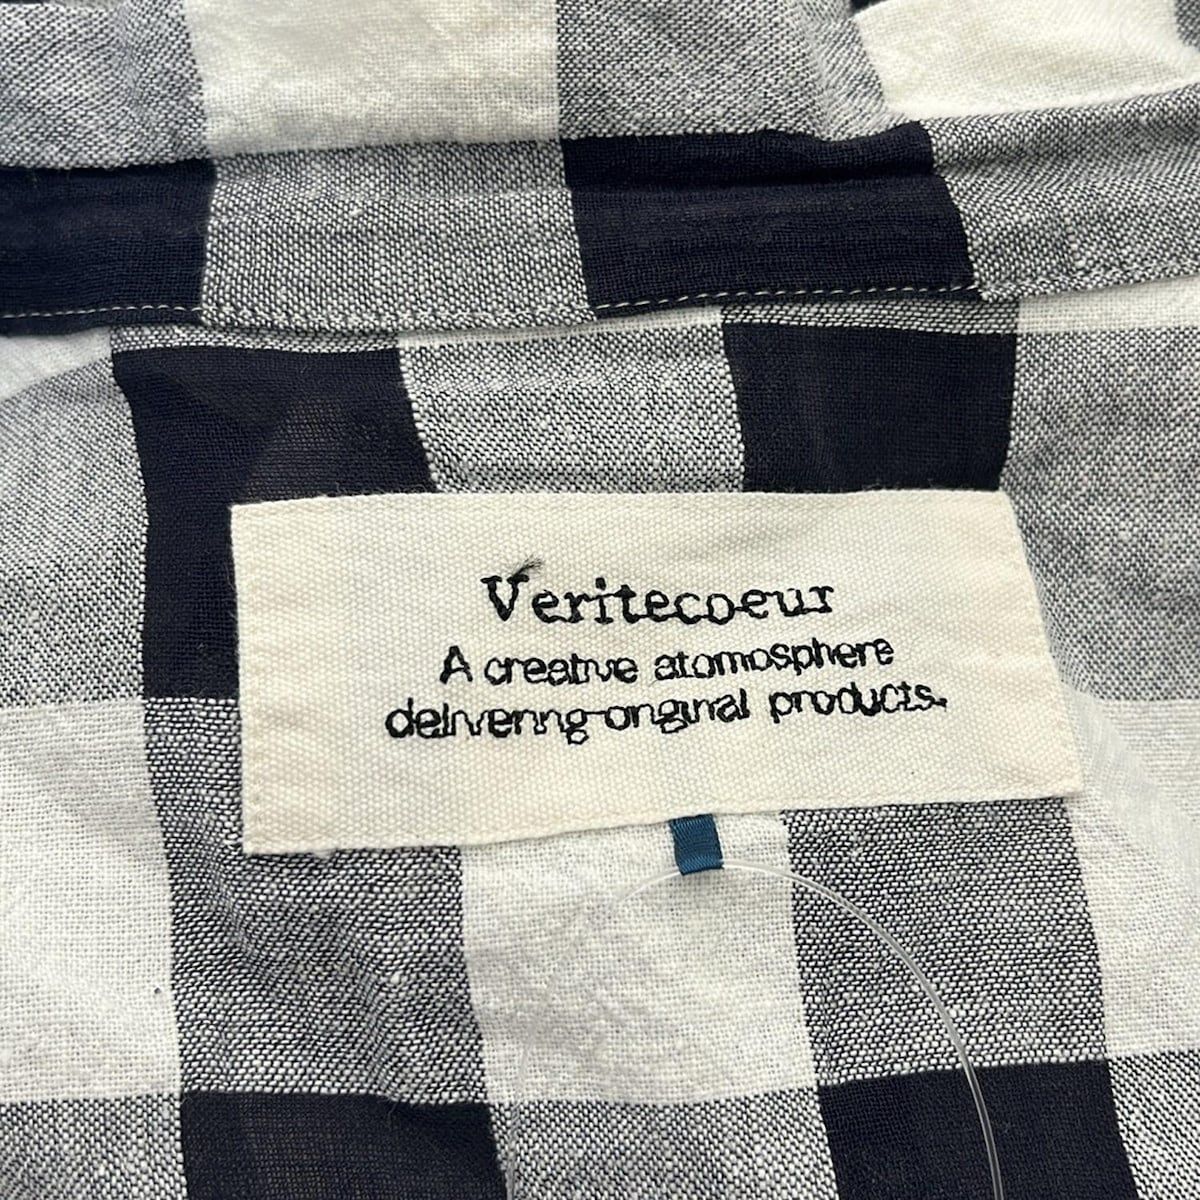 Veritecoeur
A creative atomosphere
delivering original products.